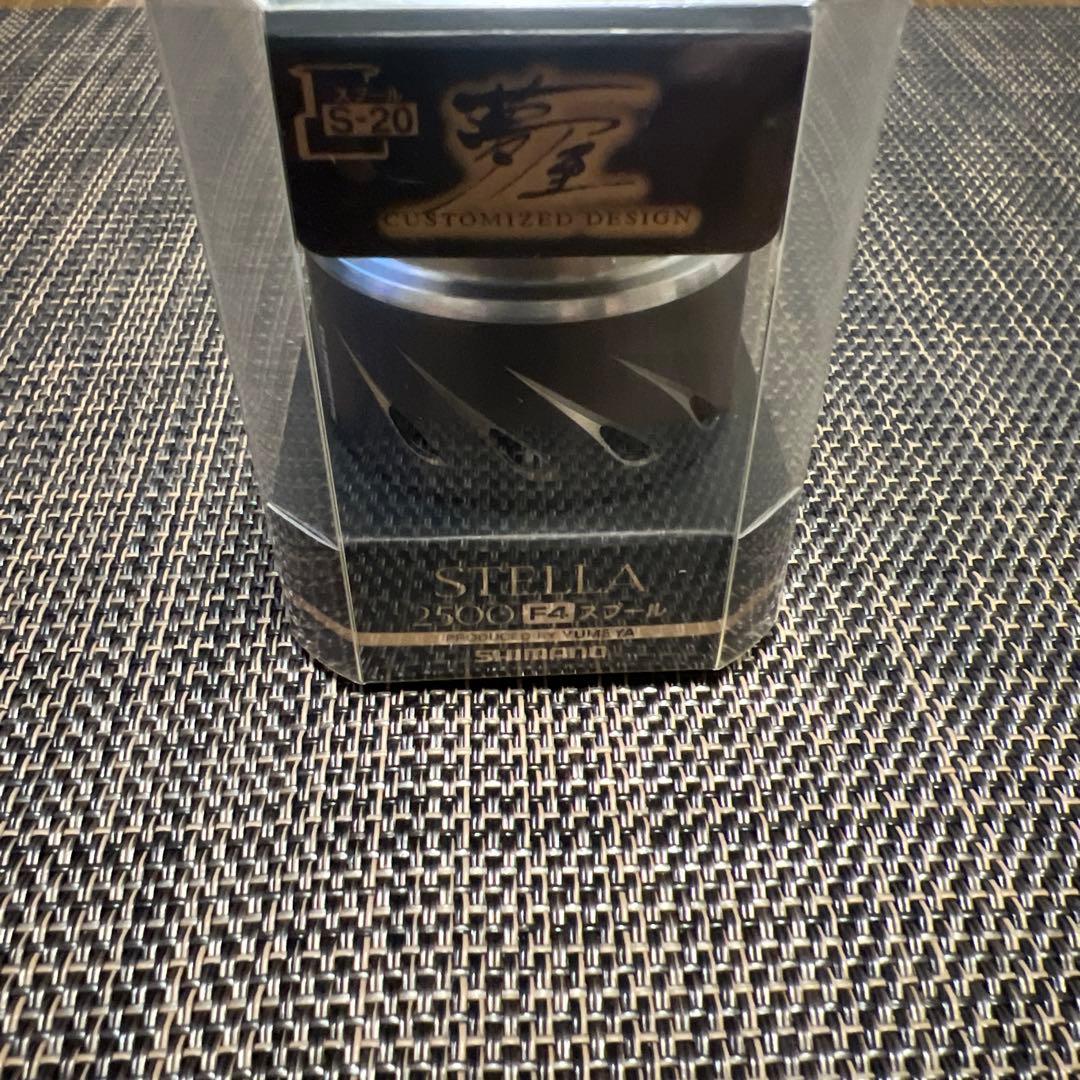 スプール
S-20
夢屋
CUSTOMIZED DESIGN
STELLA
2500 F4 スプール
PRODUCED BY YUMEYA
SHIMANO